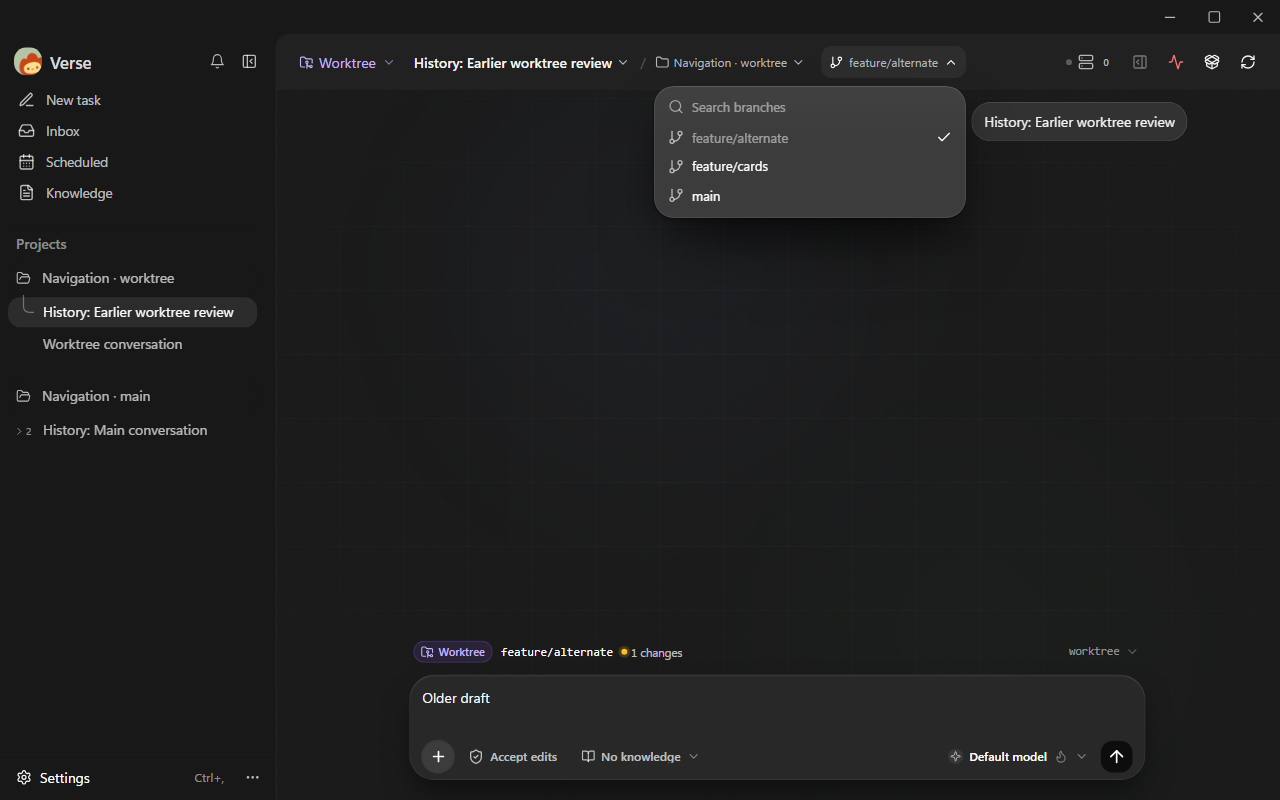 Verse
New task
Inbox
Scheduled
Knowledge
Projects
Navigation · worktree
History: Earlier worktree review
Worktree conversation
Navigation · main
2 History: Main conversation
Settings Ctrl+,
Worktree History: Earlier worktree review / Navigation · worktree feature/alternate 0
Search branches
feature/alternate
feature/cards
main
History: Earlier worktree review
Worktree feature/alternate 1 changes worktree
Older draft
Accept edits No knowledge Default model